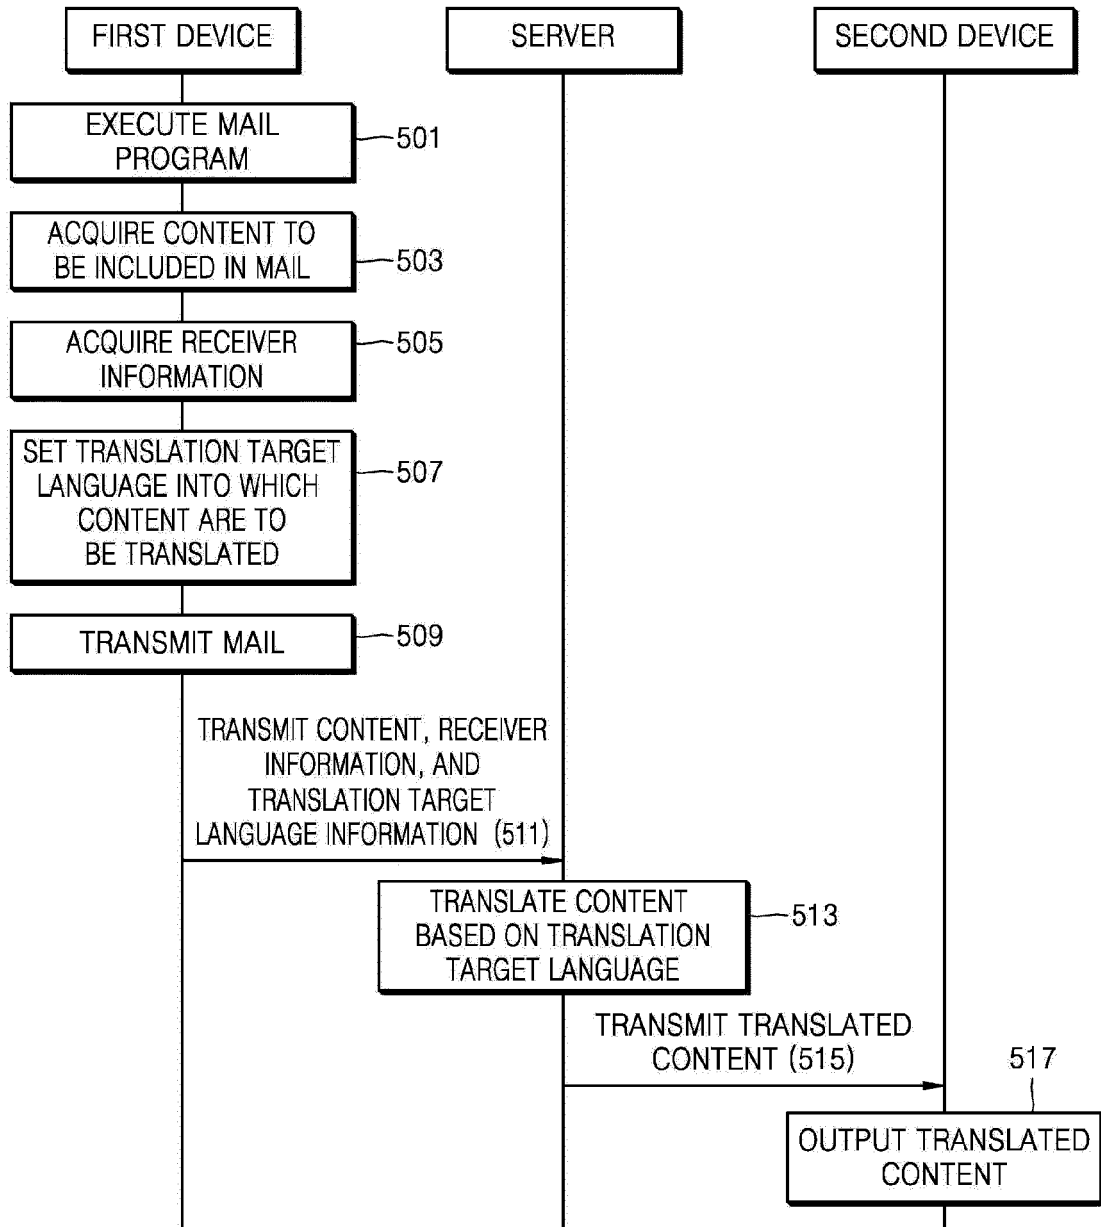 FIRST DEVICE
SERVER
SECOND DEVICE
EXECUTE MAIL
PROGRAM
501
ACQUIRE CONTENT TO
BE INCLUDED IN MAIL
503
ACQUIRE RECEIVER
INFORMATION
505
SET TRANSLATION TARGET
LANGUAGE INTO WHICH
CONTENT ARE TO
BE TRANSLATED
507
TRANSMIT MAIL
509
TRANSMIT CONTENT, RECEIVER
INFORMATION, AND
TRANSLATION TARGET
LANGUAGE INFORMATION (511)
TRANSLATE CONTENT
BASED ON TRANSLATION
TARGET LANGUAGE
513
TRANSMIT TRANSLATED
CONTENT (515)
517
OUTPUT TRANSLATED
CONTENT